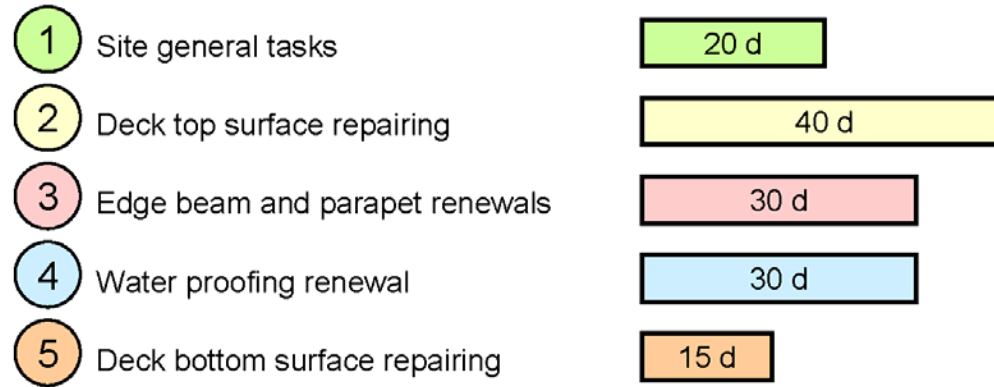 1 Site general tasks 20 d
2 Deck top surface repairing 40 d
3 Edge beam and parapet renewals 30 d
4 Water proofing renewal 30 d
5 Deck bottom surface repairing 15 d